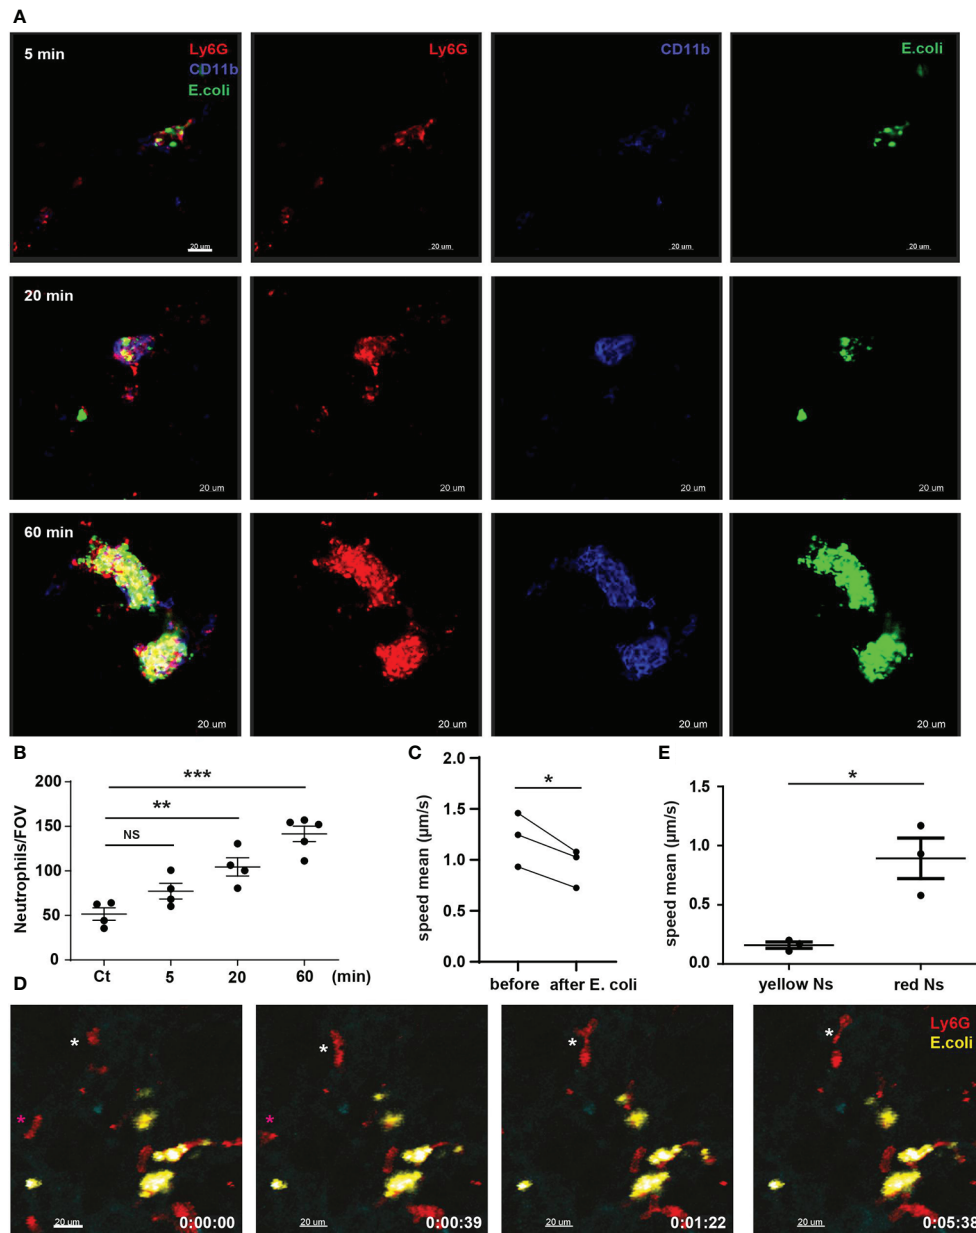 A
5 min
Ly6G
CD11b
E.coli
20 um
Ly6G
20 um
CD11b
20 um
E.coli
20 um
20 min
20 um
20 um
20 um
20 um
60 min
20 um
20 um
20 um
20 um
B
Neutrophils/FOV
200
150
100
50
0
***
**
NS
Ct
5
20
60
(min)
C
speed mean (µm/s)
2.0
1.5
1.0
0.5
0.0
*
before
after E. coli
E
speed mean (µm/s)
1.5
1.0
0.5
0.0
*
yellow Ns
red Ns
D
*
*
20 um
0:00:00
*
*
20 um
0:00:39
*
20 um
0:01:22
*
Ly6G
E.coli
20 um
0:05:38